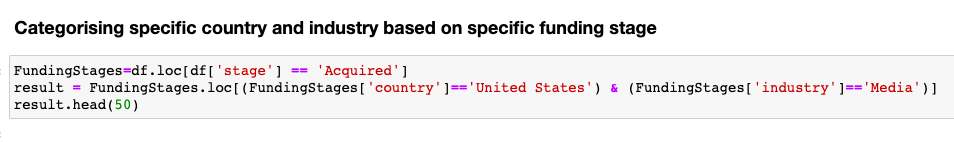 Categorising specific country and industry based on specific funding stage
FundingStages=df.loc[df['stage'] == 'Acquired']
result = FundingStages.loc[(FundingStages['country']=='United States') & (FundingStages['industry']=='Media')]
result.head(50)